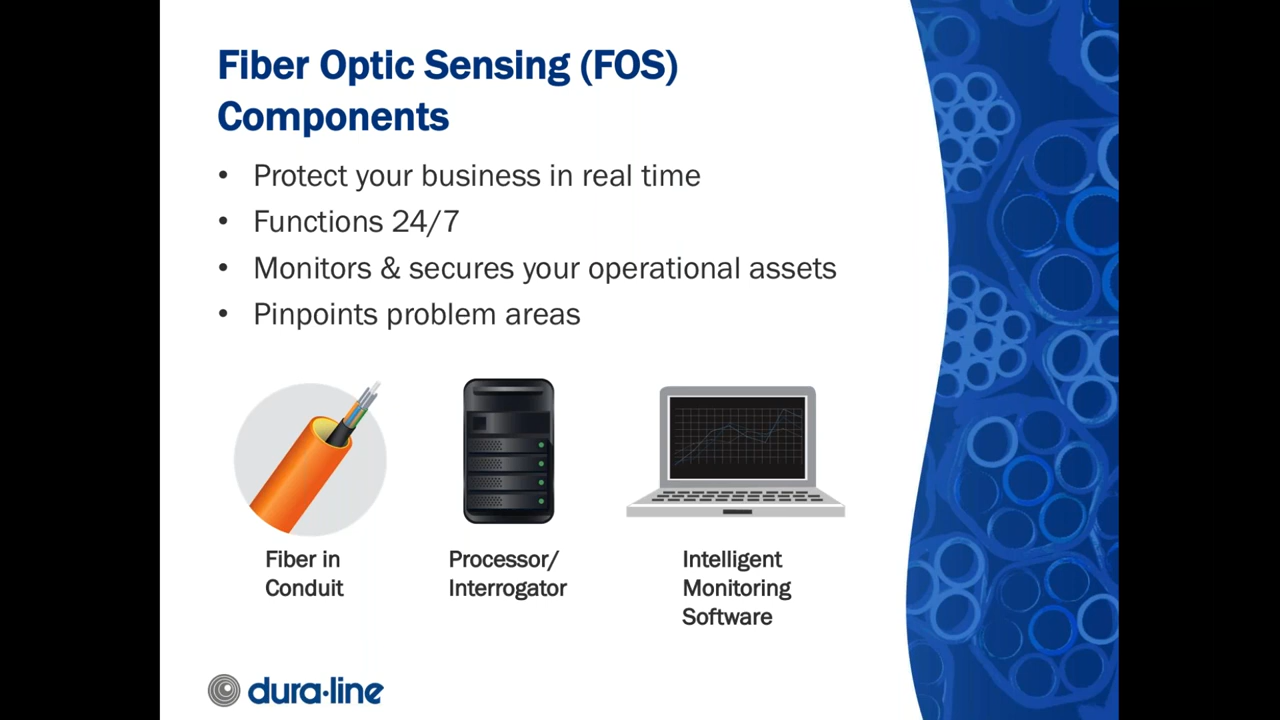 Fiber Optic Sensing (FOS)
Components
• Protect your business in real time
• Functions 24/7
• Monitors & secures your operational assets
• Pinpoints problem areas
Fiber in
Conduit
Processor/
Interrogator
Intelligent
Monitoring
Software
dura·line